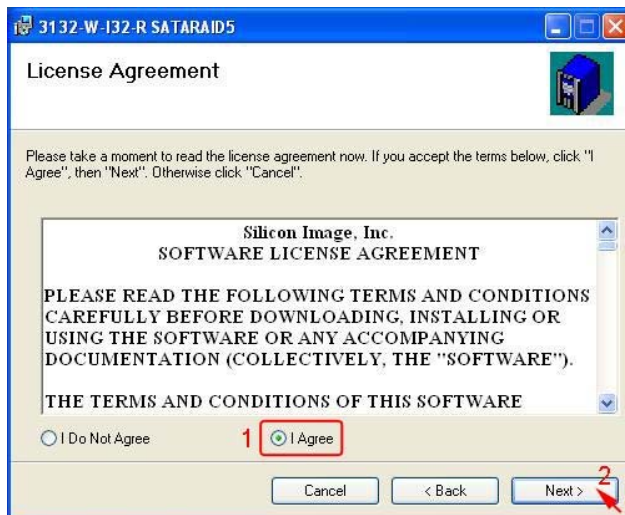 3132-W-I32-R SATARAID5
License Agreement
Please take a moment to read the license agreement now. If you accept the terms below, click "I
Agree", then "Next". Otherwise click "Cancel".
Silicon Image, Inc.
SOFTWARE LICENSE AGREEMENT
PLEASE READ THE FOLLOWING TERMS AND CONDITIONS
CAREFULLY BEFORE DOWNLOADING, INSTALLING OR
USING THE SOFTWARE OR ANY ACCOMPANYING
DOCUMENTATION (COLLECTIVELY, THE "SOFTWARE").
THE TERMS AND CONDITIONS OF THIS SOFTWARE
I Do Not Agree 1 I Agree
Cancel < Back Next > 2